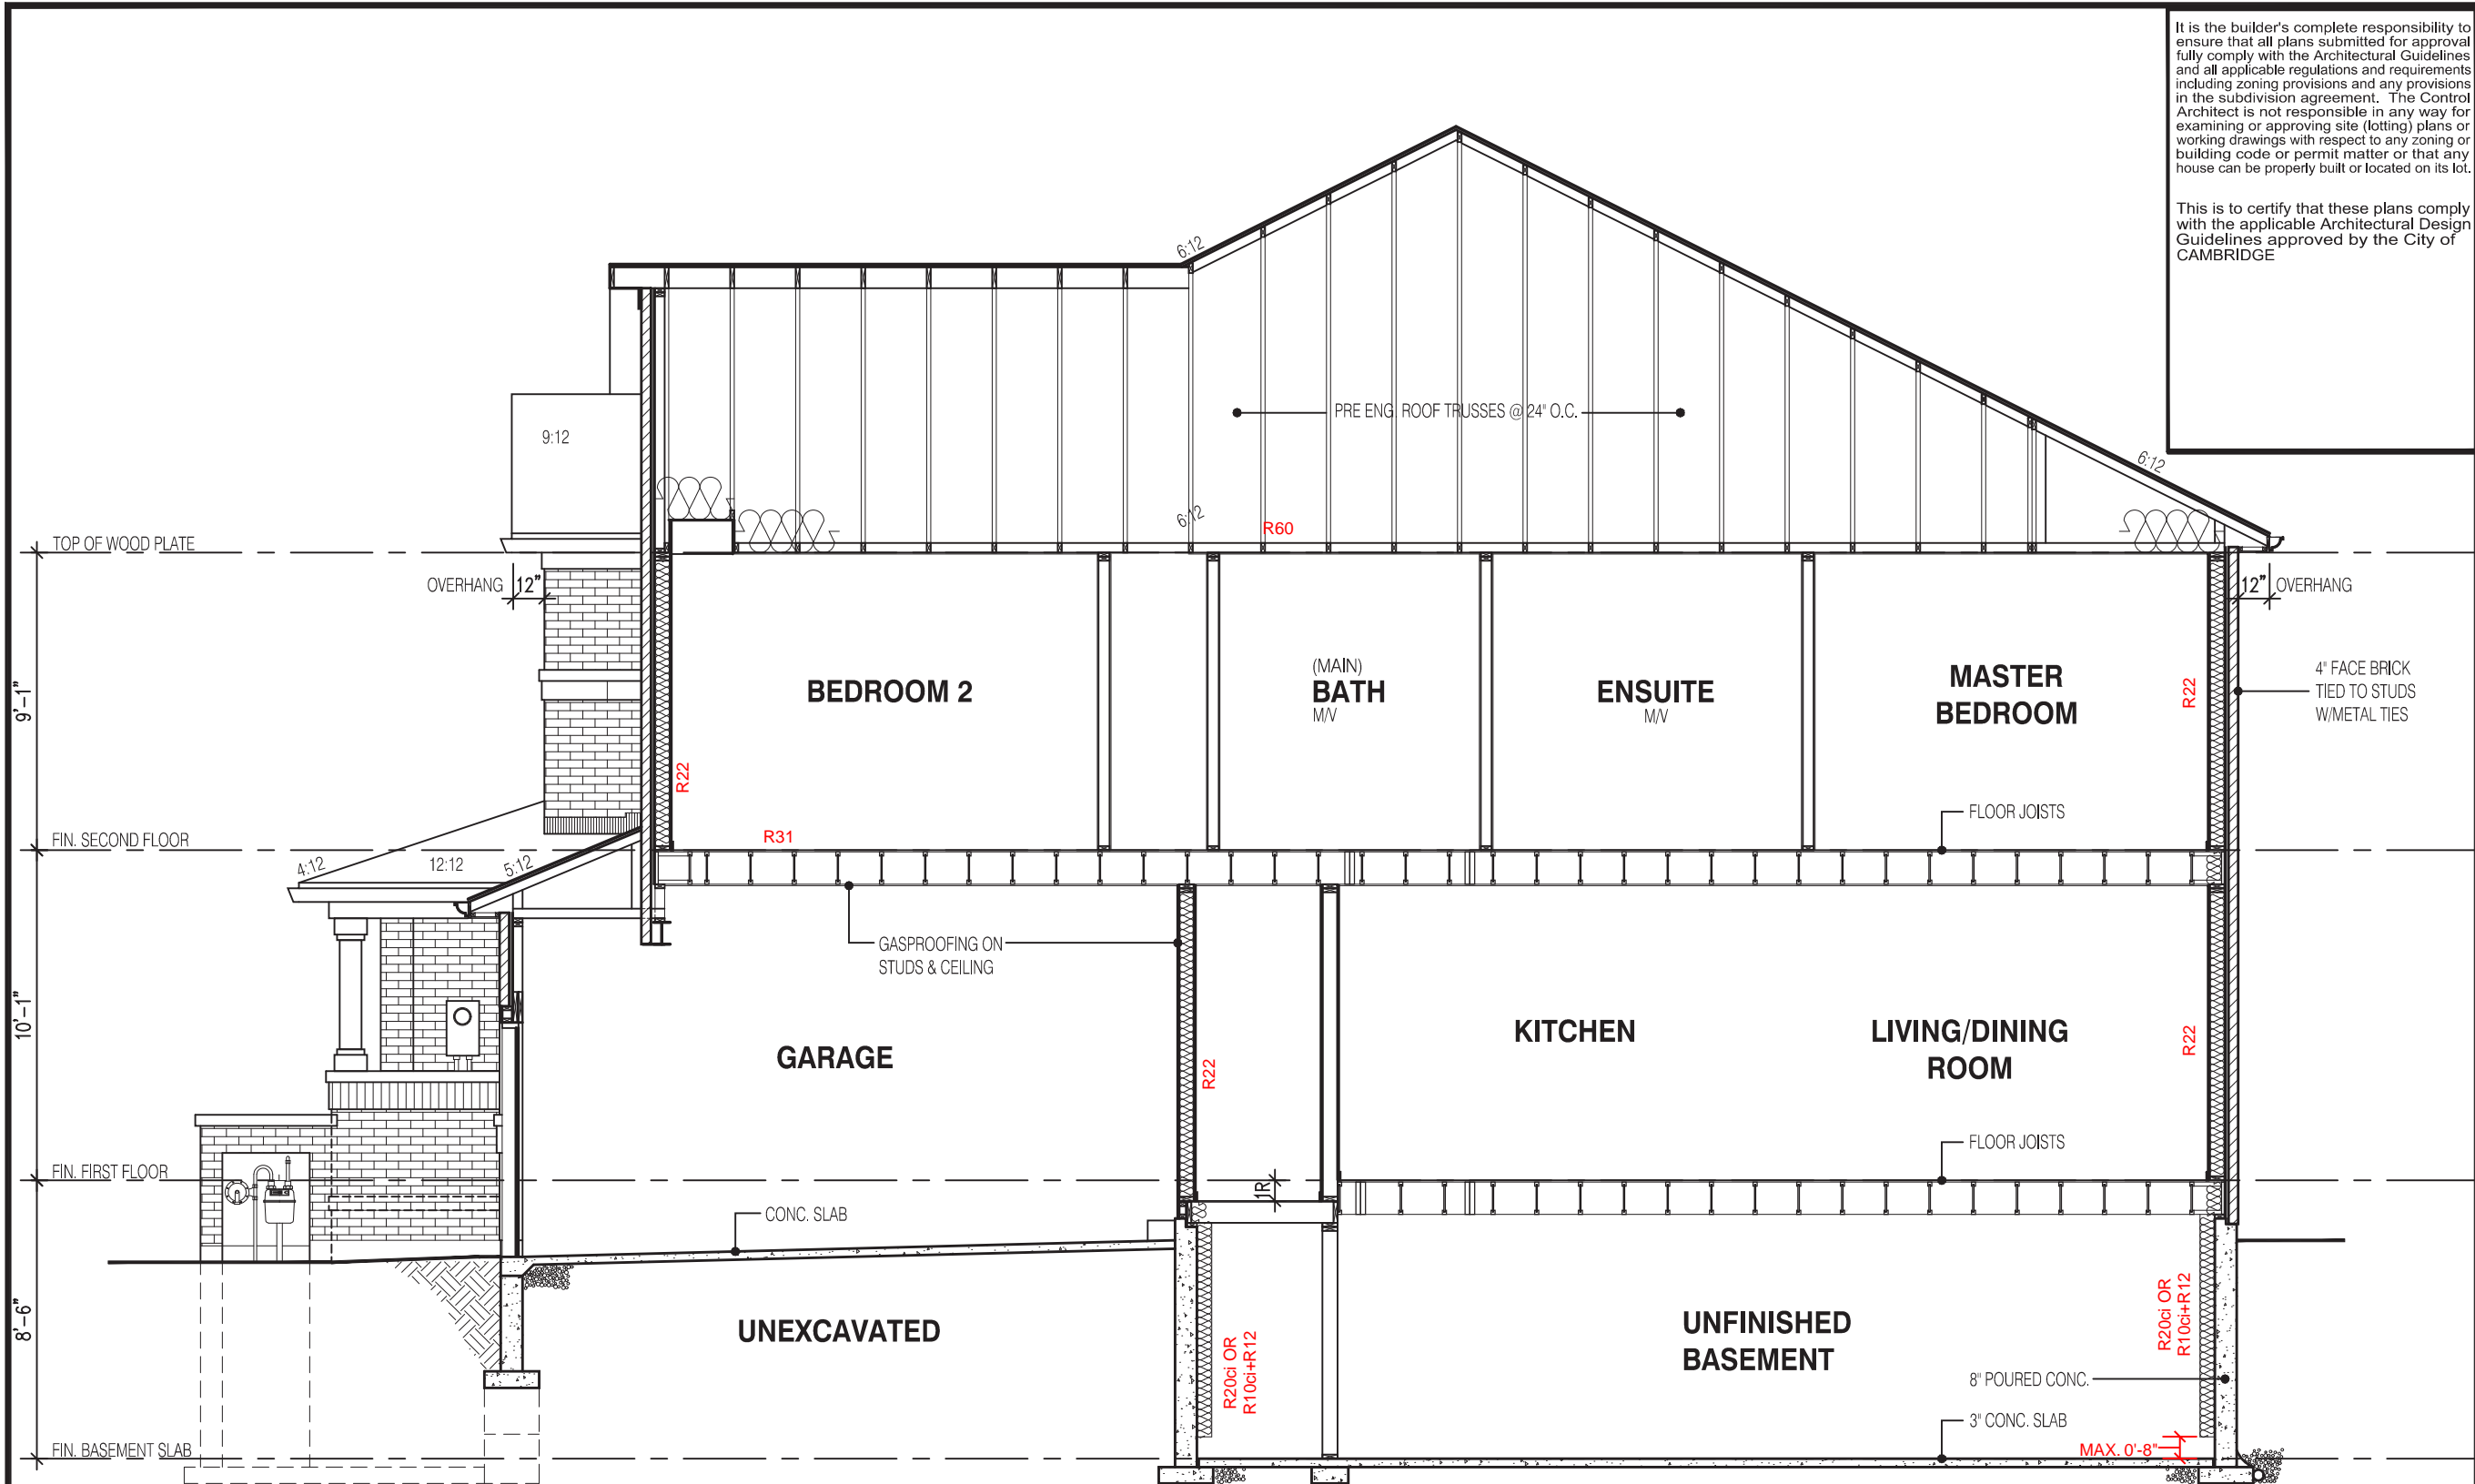 It is the builder's complete responsibility to
ensure that all plans submitted for approval
fully comply with the Architectural Guidelines
and all applicable regulations and requirements
including zoning provisions and any provisions
in the subdivision agreement. The Control
Architect is not responsible in any way for
examining or approving site (lotting) plans or
working drawings with respect to any zoning or
building code or permit matter or that any
house can be properly built or located on its lot.
This is to certify that these plans comply
with the applicable Architectural Design
Guidelines approved by the City of
CAMBRIDGE
6:12
PRE ENG. ROOF TRUSSES @ 24" O.C.
9:12
6:12
6:12
R60
TOP OF WOOD PLATE
OVERHANG 12"
12" OVERHANG
9'-1"
BEDROOM 2
(MAIN)
BATH
M/V
ENSUITE
M/V
MASTER
BEDROOM
R22
4" FACE BRICK
TIED TO STUDS
W/METAL TIES
R22
R31
FLOOR JOISTS
FIN. SECOND FLOOR
4:12
12:12
5:12
GASPROOFING ON
STUDS & CEILING
10'-1"
GARAGE
R22
KITCHEN
LIVING/DINING
ROOM
R22
FLOOR JOISTS
FIN. FIRST FLOOR
1R
CONC. SLAB
8'-6"
UNEXCAVATED
R20ci OR
R10ci+R12
UNFINISHED
BASEMENT
R20ci OR
R10ci+R12
8" POURED CONC.
3" CONC. SLAB
MAX. 0'-8"
FIN. BASEMENT SLAB